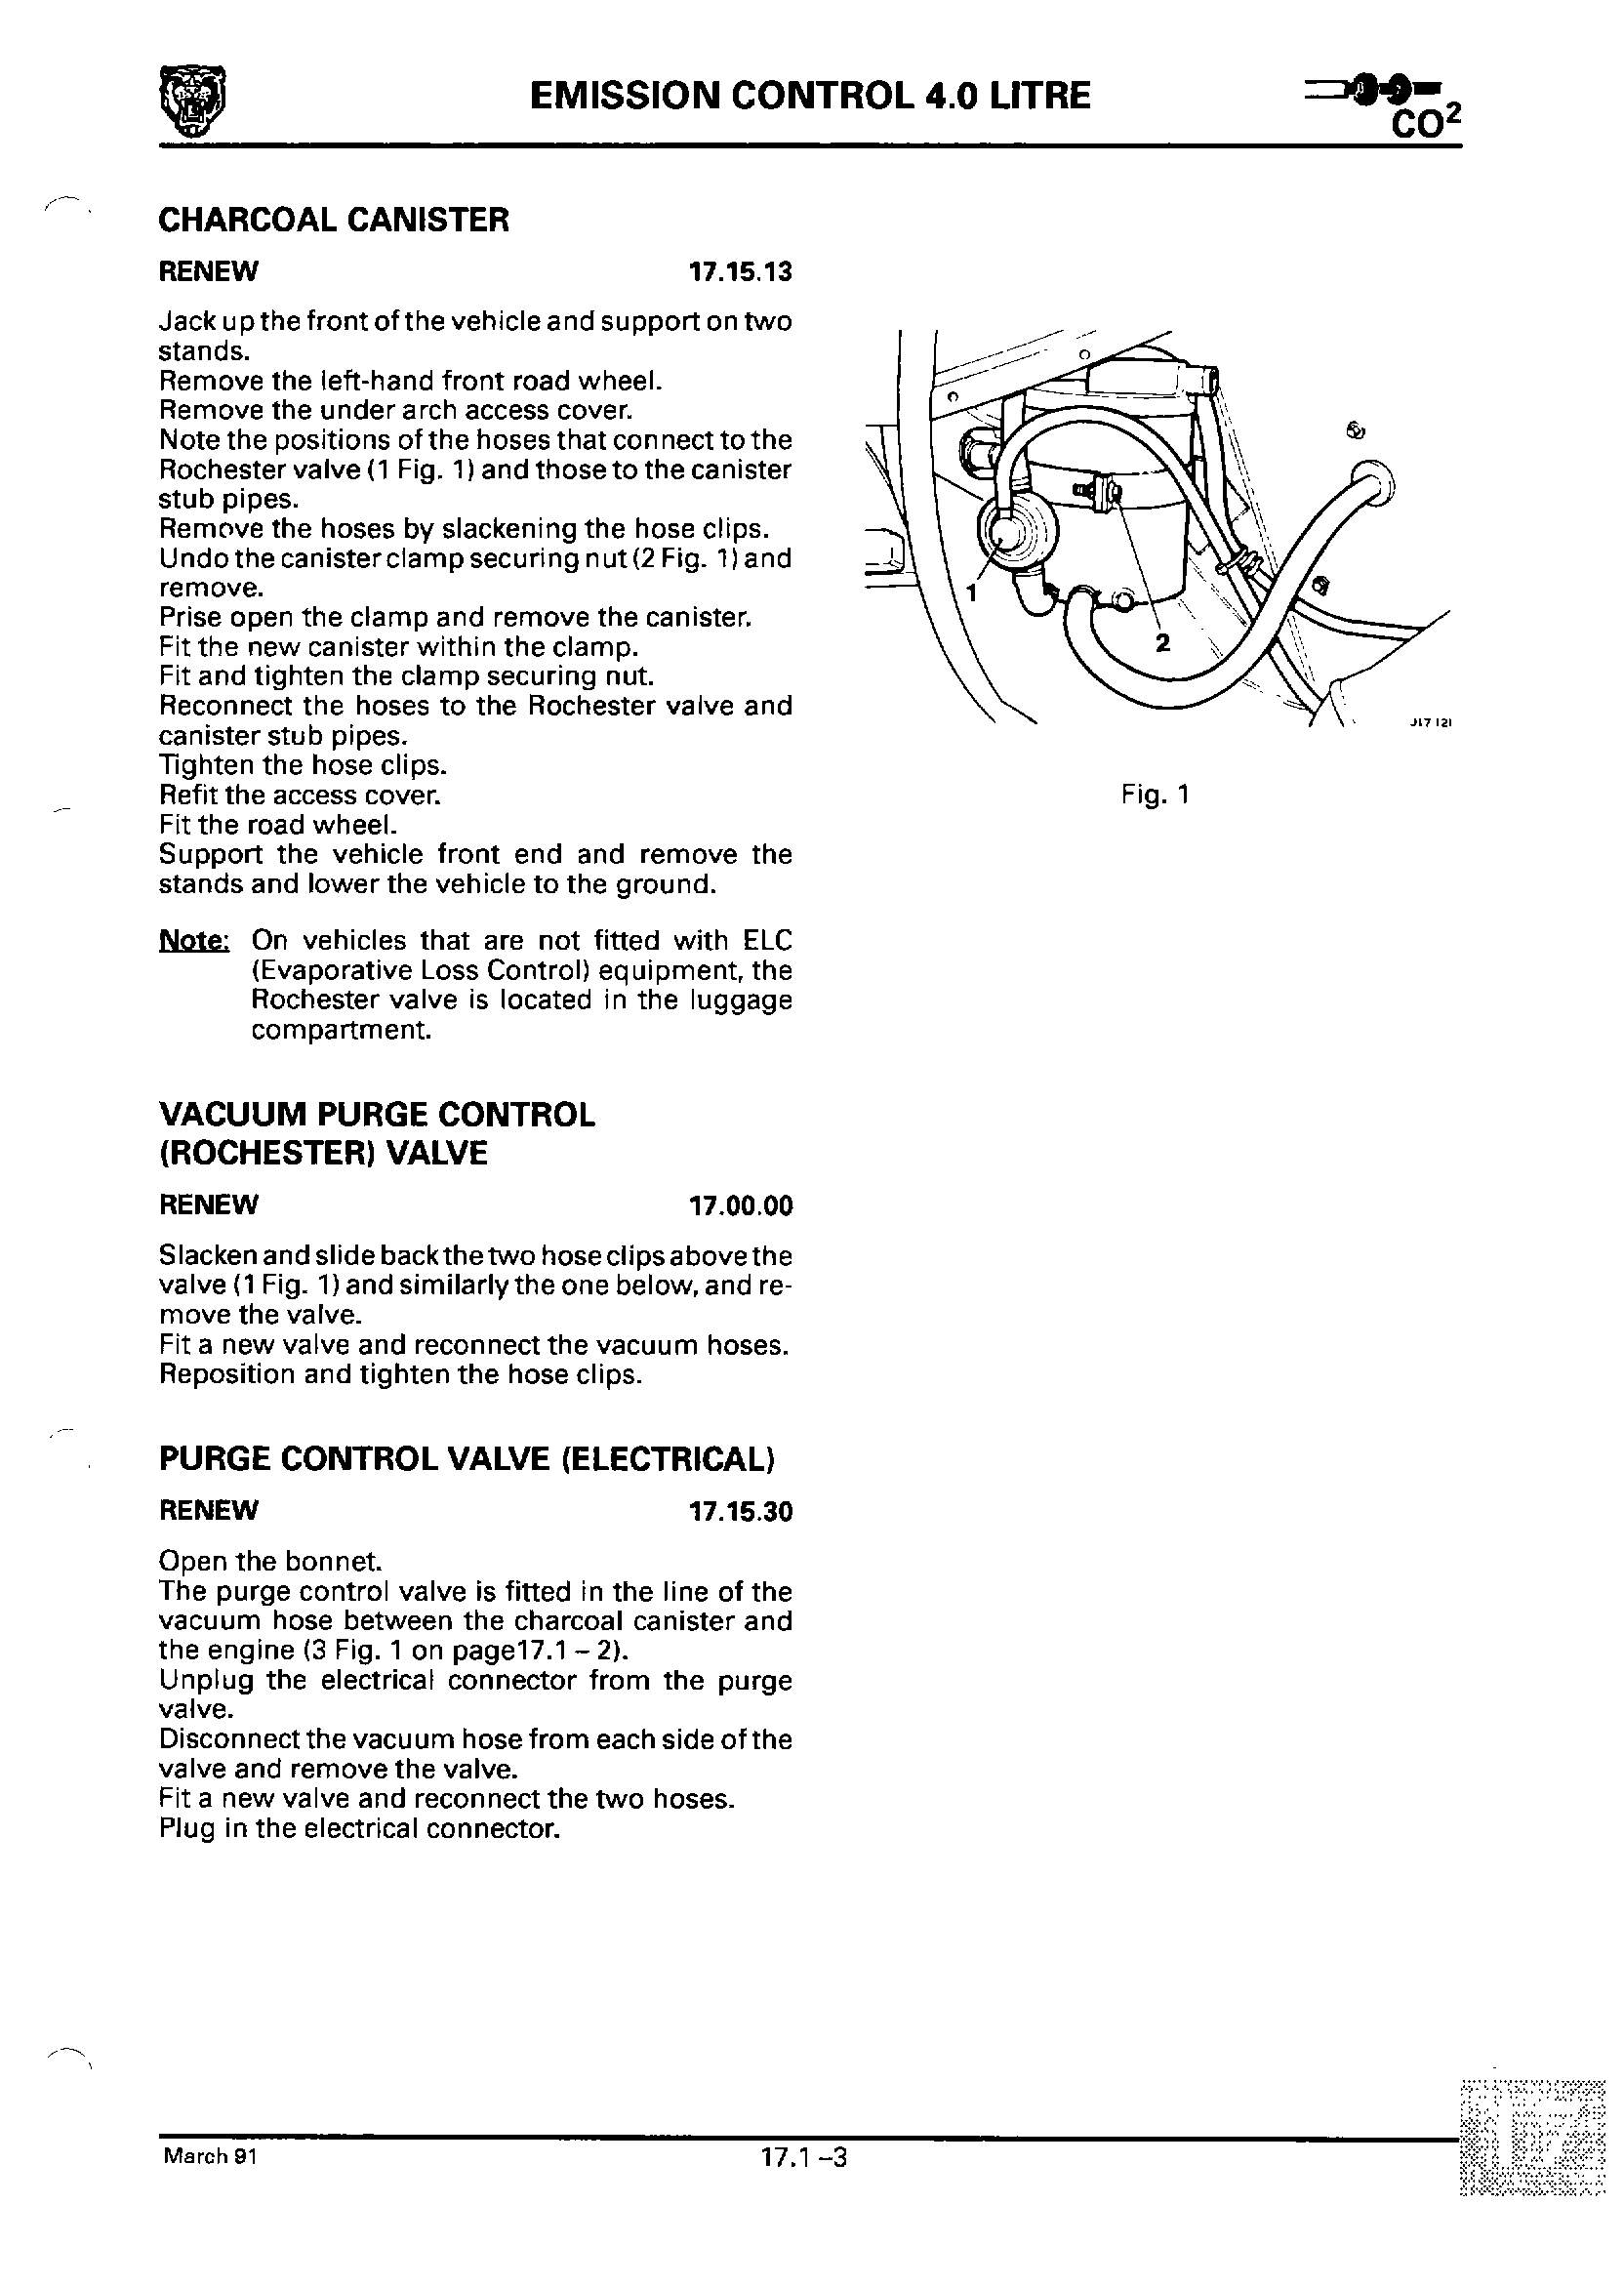 EMISSION CONTROL 4.0 LITRE
CO²
CHARCOAL CANISTER
RENEW 17.15.13
Jack up the front of the vehicle and support on two
stands.
Remove the left-hand front road wheel.
Remove the under arch access cover.
Note the positions of the hoses that connect to the
Rochester valve (1 Fig. 1) and those to the canister
stub pipes.
Remove the hoses by slackening the hose clips.
Undo the canister clamp securing nut (2 Fig. 1) and
remove.
Prise open the clamp and remove the canister.
Fit the new canister within the clamp.
Fit and tighten the clamp securing nut.
Reconnect the hoses to the Rochester valve and
canister stub pipes.
Tighten the hose clips.
Refit the access cover.
Fit the road wheel.
Support the vehicle front end and remove the
stands and lower the vehicle to the ground.
Note: On vehicles that are not fitted with ELC
(Evaporative Loss Control) equipment, the
Rochester valve is located in the luggage
compartment.
VACUUM PURGE CONTROL
(ROCHESTER) VALVE
RENEW 17.00.00
Slacken and slide back the two hose clips above the
valve (1 Fig. 1) and similarly the one below, and re-
move the valve.
Fit a new valve and reconnect the vacuum hoses.
Reposition and tighten the hose clips.
PURGE CONTROL VALVE (ELECTRICAL)
RENEW 17.15.30
Open the bonnet.
The purge control valve is fitted in the line of the
vacuum hose between the charcoal canister and
the engine (3 Fig. 1 on page17.1 – 2).
Unplug the electrical connector from the purge
valve.
Disconnect the vacuum hose from each side of the
valve and remove the valve.
Fit a new valve and reconnect the two hoses.
Plug in the electrical connector.
1
2
J17 121
Fig. 1
March 91
17.1 –3
17